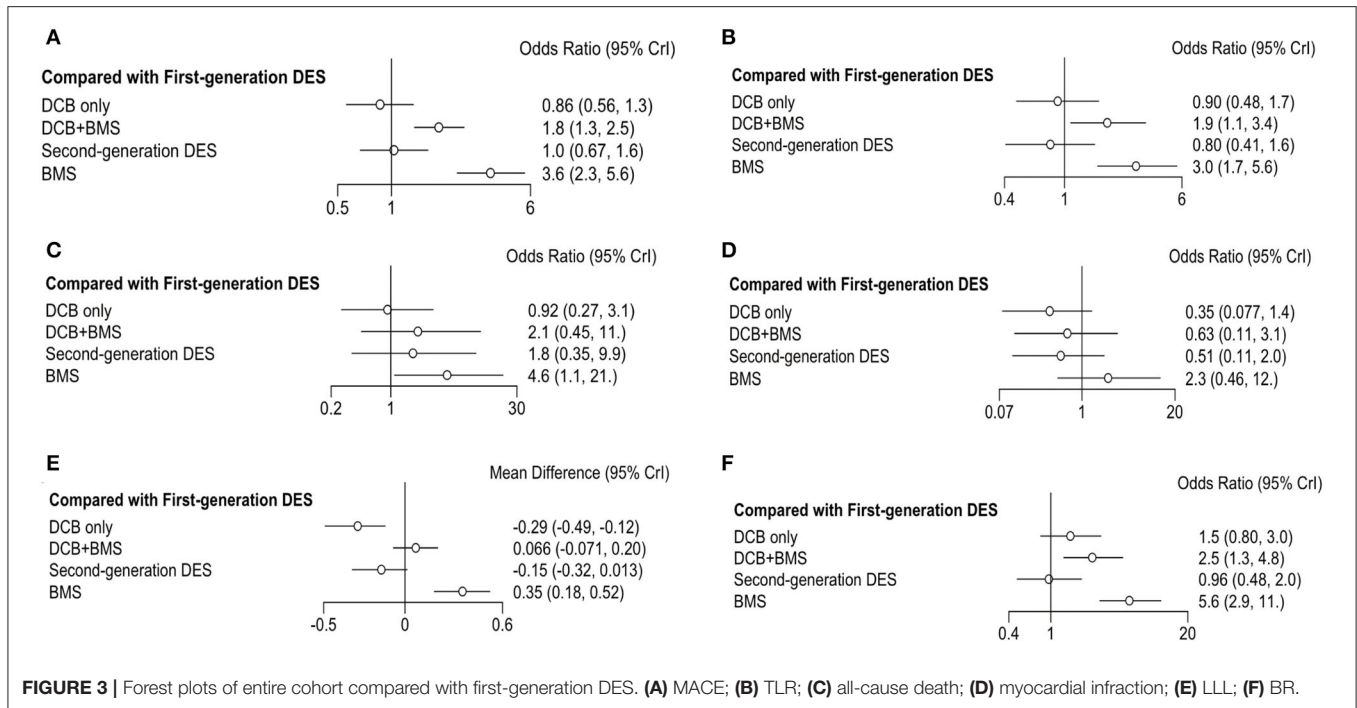 A
Odds Ratio (95% CrI)
Compared with First-generation DES
DCB only 0.86 (0.56, 1.3)
DCB+BMS 1.8 (1.3, 2.5)
Second-generation DES 1.0 (0.67, 1.6)
BMS 3.6 (2.3, 5.6)
0.5 1 6
B
Odds Ratio (95% CrI)
Compared with First-generation DES
DCB only 0.90 (0.48, 1.7)
DCB+BMS 1.9 (1.1, 3.4)
Second-generation DES 0.80 (0.41, 1.6)
BMS 3.0 (1.7, 5.6)
0.4 1 6
C
Odds Ratio (95% CrI)
Compared with First-generation DES
DCB only 0.92 (0.27, 3.1)
DCB+BMS 2.1 (0.45, 11.)
Second-generation DES 1.8 (0.35, 9.9)
BMS 4.6 (1.1, 21.)
0.2 1 30
D
Odds Ratio (95% CrI)
Compared with First-generation DES
DCB only 0.35 (0.077, 1.4)
DCB+BMS 0.63 (0.11, 3.1)
Second-generation DES 0.51 (0.11, 2.0)
BMS 2.3 (0.46, 12.)
0.07 1 20
E
Mean Difference (95% CrI)
Compared with First-generation DES
DCB only -0.29 (-0.49, -0.12)
DCB+BMS 0.066 (-0.071, 0.20)
Second-generation DES -0.15 (-0.32, 0.013)
BMS 0.35 (0.18, 0.52)
-0.5 0 0.6
F
Odds Ratio (95% CrI)
Compared with First-generation DES
DCB only 1.5 (0.80, 3.0)
DCB+BMS 2.5 (1.3, 4.8)
Second-generation DES 0.96 (0.48, 2.0)
BMS 5.6 (2.9, 11.)
0.4 1 20
FIGURE 3 | Forest plots of entire cohort compared with first-generation DES. (A) MACE; (B) TLR; (C) all-cause death; (D) myocardial infraction; (E) LLL; (F) BR.